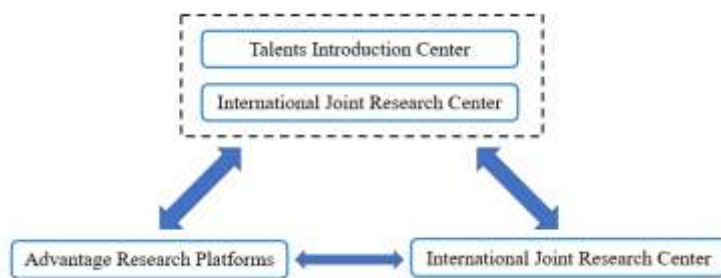 Talents Introduction Center
International Joint Research Center
Advantage Research Platforms
International Joint Research Center